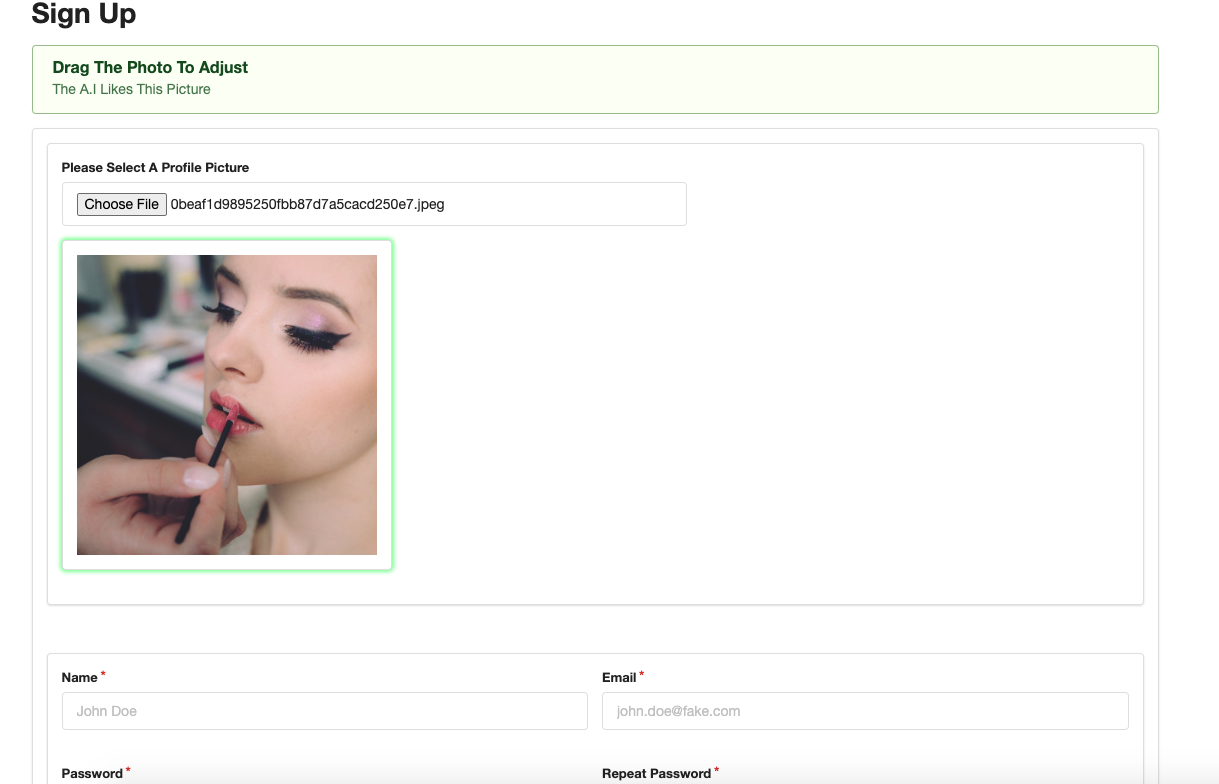 Sign Up
Drag The Photo To Adjust
The A.I Likes This Picture
Please Select A Profile Picture
Choose File 0beaf1d9895250fbb87d7a5cacd250e7.jpeg
Name * Email *
John Doe john.doe@fake.com
Password * Repeat Password *